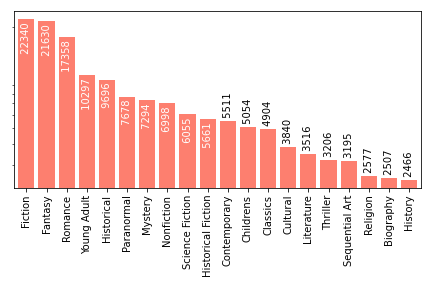 22340
21630
17358
10297
9696
7678
7294
6998
6055
5661
5511
5054
4904
3840
3516
3206
3195
2577
2507
2466
Fiction
Fantasy
Romance
Young Adult
Historical
Paranormal
Mystery
Nonfiction
Science Fiction
Historical Fiction
Contemporary
Childrens
Classics
Cultural
Literature
Thriller
Sequential Art
Religion
Biography
History